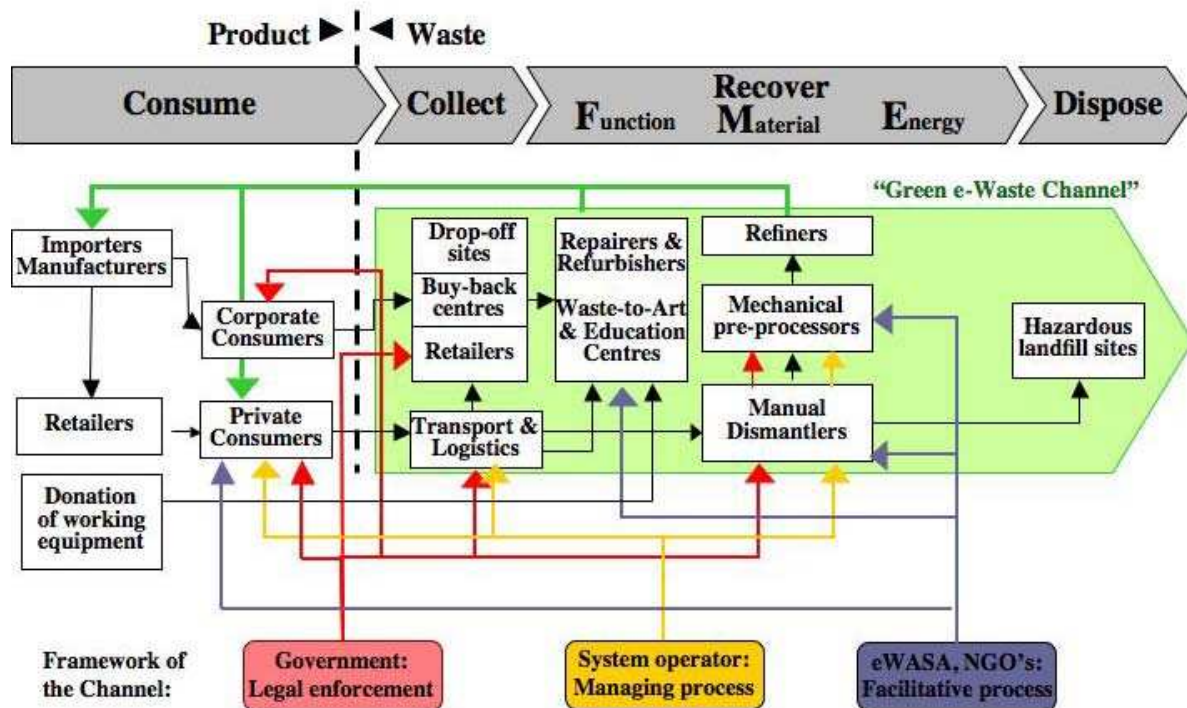 Product
Waste
Consume
Collect
Recover
Function
Material
Energy
Dispose
“Green e-Waste Channel”
Importers
Manufacturers
Corporate
Consumers
Retailers
Private
Consumers
Donation
of working
equipment
Drop-off
sites
Buy-back
centres
Retailers
Transport &
Logistics
Repairers &
Refurbishers
Waste-to-Art
& Education
Centres
Refiners
Mechanical
pre-processors
Manual
Dismantlers
Hazardous
landfill sites
Framework of
the Channel:
Government:
Legal enforcement
System operator:
Managing process
eWASA, NGO’s:
Facilitative process